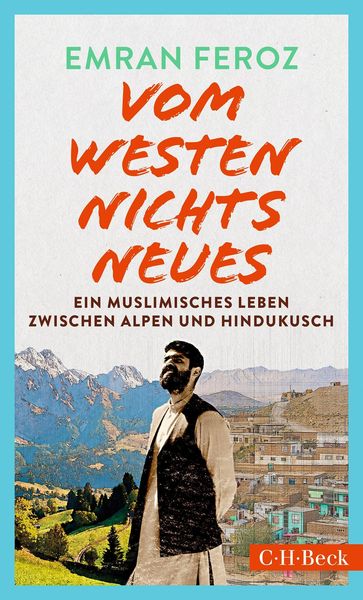 EMRAN FEROZ
VOM
WESTEN
NICHTS
NEUES
EIN MUSLIMISCHES LEBEN
ZWISCHEN ALPEN UND HINDUKUSCH
C·H·Beck